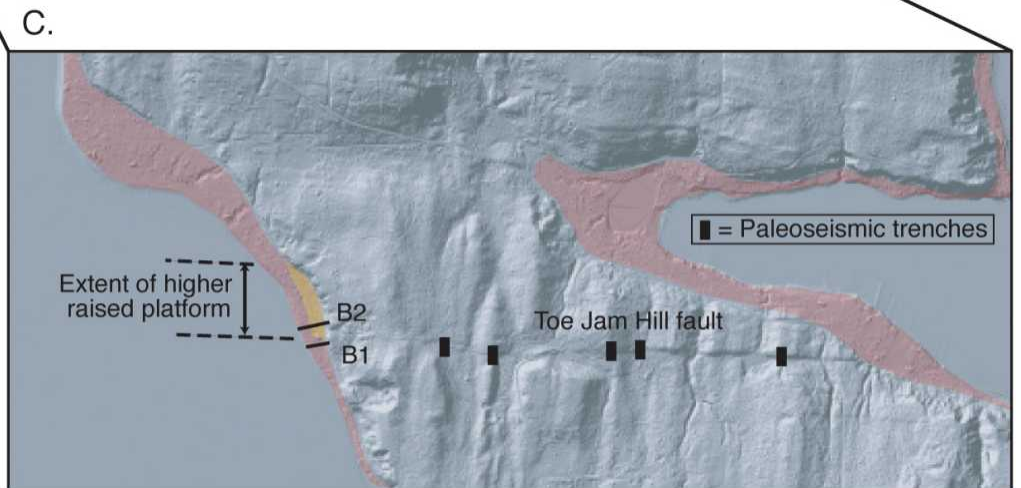 C.
= Paleoseismic trenches
Extent of higher
raised platform
B2
Toe Jam Hill fault
B1